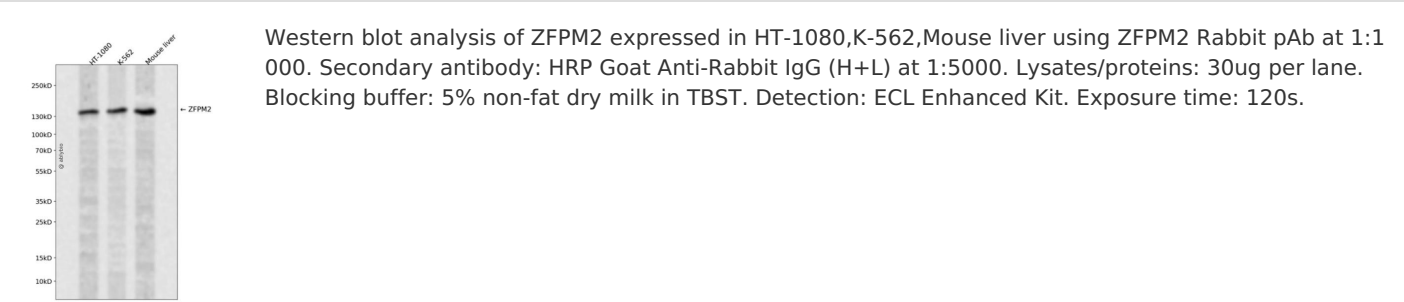 HT-1080
K-562
Mouse liver
250kD
130kD
100kD
70kD
55kD
35kD
25kD
15kD
10kD
← ZFPM2
Western blot analysis of ZFPM2 expressed in HT-1080,K-562,Mouse liver using ZFPM2 Rabbit pAb at 1:1
000. Secondary antibody: HRP Goat Anti-Rabbit IgG (H+L) at 1:5000. Lysates/proteins: 30ug per lane.
Blocking buffer: 5% non-fat dry milk in TBST. Detection: ECL Enhanced Kit. Exposure time: 120s.